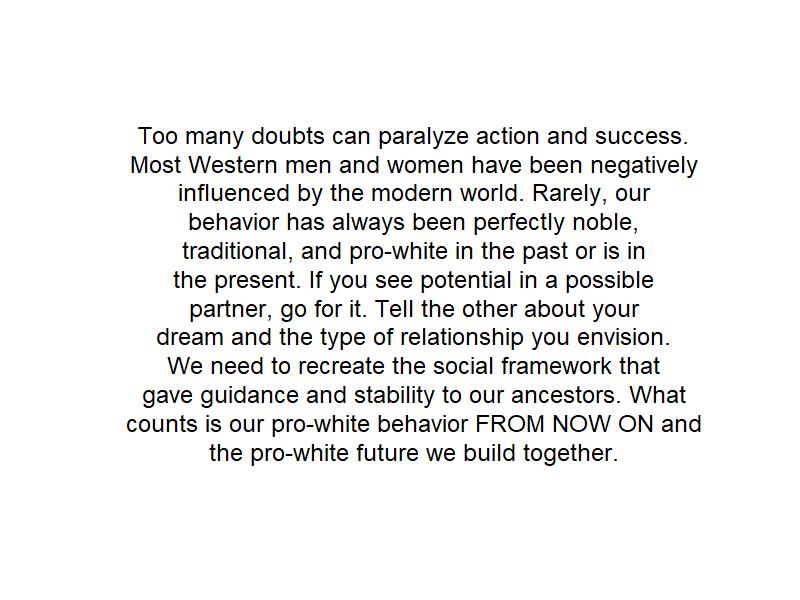 Too many doubts can paralyze action and success.
Most Western men and women have been negatively
influenced by the modern world. Rarely, our
behavior has always been perfectly noble,
traditional, and pro-white in the past or is in
the present. If you see potential in a possible
partner, go for it. Tell the other about your
dream and the type of relationship you envision.
We need to recreate the social framework that
gave guidance and stability to our ancestors. What
counts is our pro-white behavior FROM NOW ON and
the pro-white future we build together.